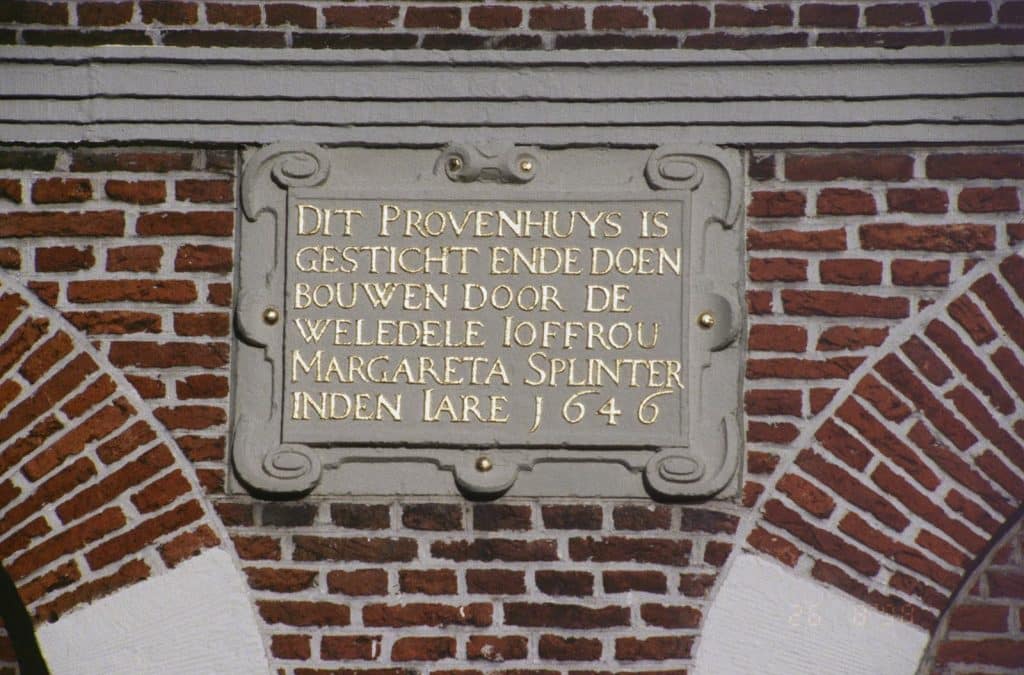 DIT PROVENHUYS IS
GESTICHT ENDE DOEN
BOUWEN DOOR DE
WELEDELE IOFFROU
MARGARETA SPLINTER
INDEN IARE 1646